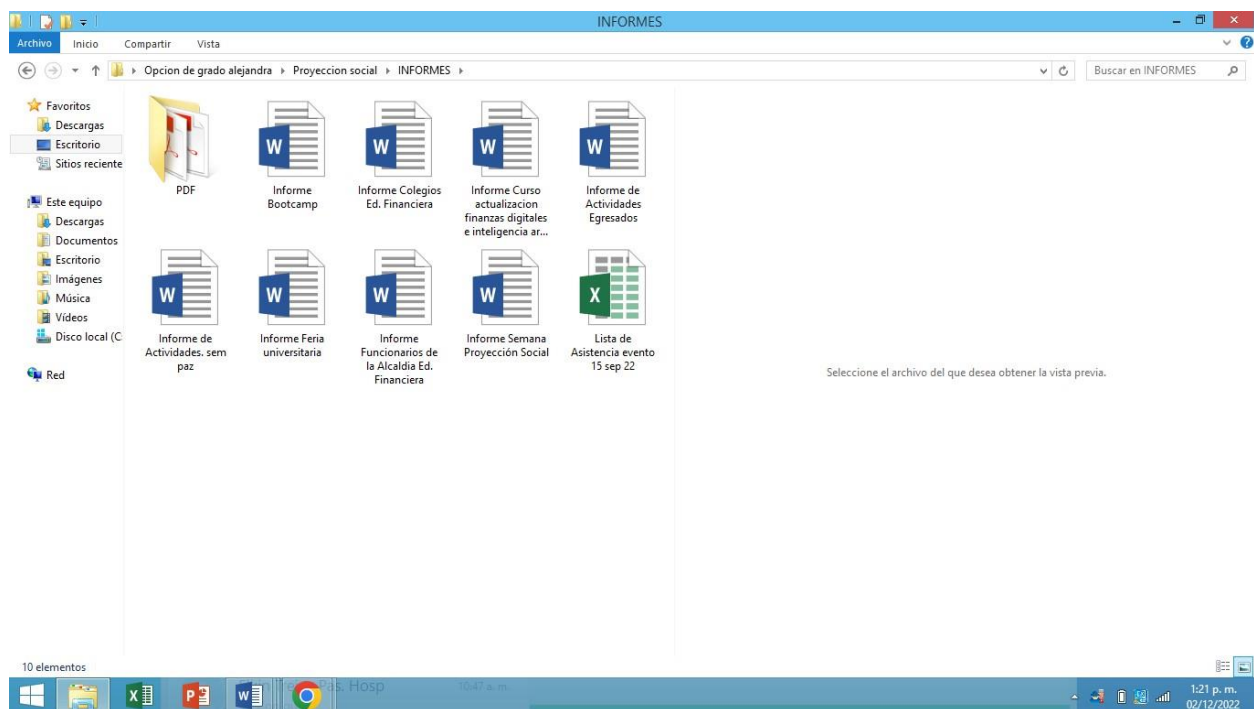 INFORMES
Archivo Inicio Compartir Vista
Opcion de grado alejandra Proyeccion social INFORMES
Buscar en INFORMES
Favoritos
Descargas
Escritorio
Sitios reciente
Este equipo
Descargas
Documentos
Escritorio
Imágenes
Música
Vídeos
Disco local (C
Red
PDF
Informe
Bootcamp
Informe Colegios
Ed. Financiera
Informe Curso
actualizacion
finanzas digitales
e inteligencia ar...
Informe de
Actividades
Egresados
Informe de
Actividades. sem
paz
Informe Feria
universitaria
Informe
Funcionarios de
la Alcaldia Ed.
Financiera
Informe Semana
Proyección Social
Lista de
Asistencia evento
15 sep 22
Seleccione el archivo del que desea obtener la vista previa.
10 elementos
Pas. Hosp
10:47 a. m.
1:21 p. m.
02/12/2022